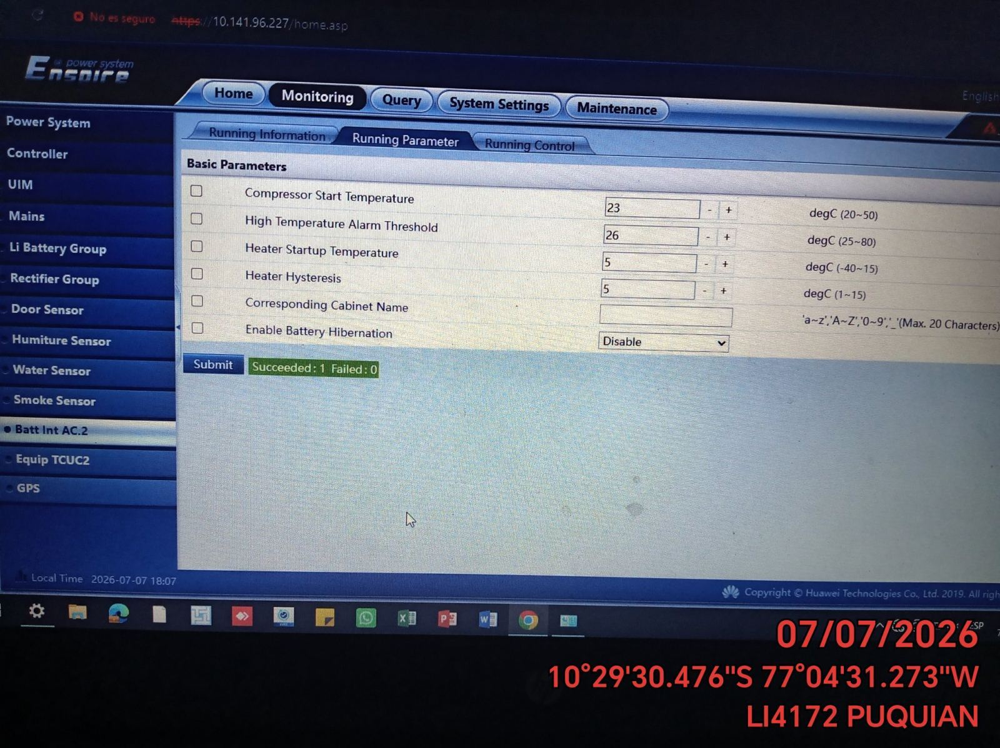 No es seguro https://10.141.96.227/home.asp
power system
Enspire
English
Home Monitoring Query System Settings Maintenance
Running Information Running Parameter Running Control
Power System
Controller
UIM
Mains
Li Battery Group
Rectifier Group
Door Sensor
Humiture Sensor
Water Sensor
Smoke Sensor
Batt Int AC.2
Equip TCUC2
GPS
Basic Parameters
Compressor Start Temperature 23 - + degC (20~50)
High Temperature Alarm Threshold 26 - + degC (25~80)
Heater Startup Temperature 5 - + degC (-40~15)
Heater Hysteresis 5 - + degC (1~15)
Corresponding Cabinet Name 'a~z','A~Z','0~9','_'(Max. 20 Characters)
Enable Battery Hibernation Disable
Submit Succeeded: 1 Failed: 0
Local Time 2026-07-07 18:07
Copyright © Huawei Technologies Co., Ltd. 2019. All righ
07/07/2026
10°29'30.476"S 77°04'31.273"W
LI4172 PUQUIAN